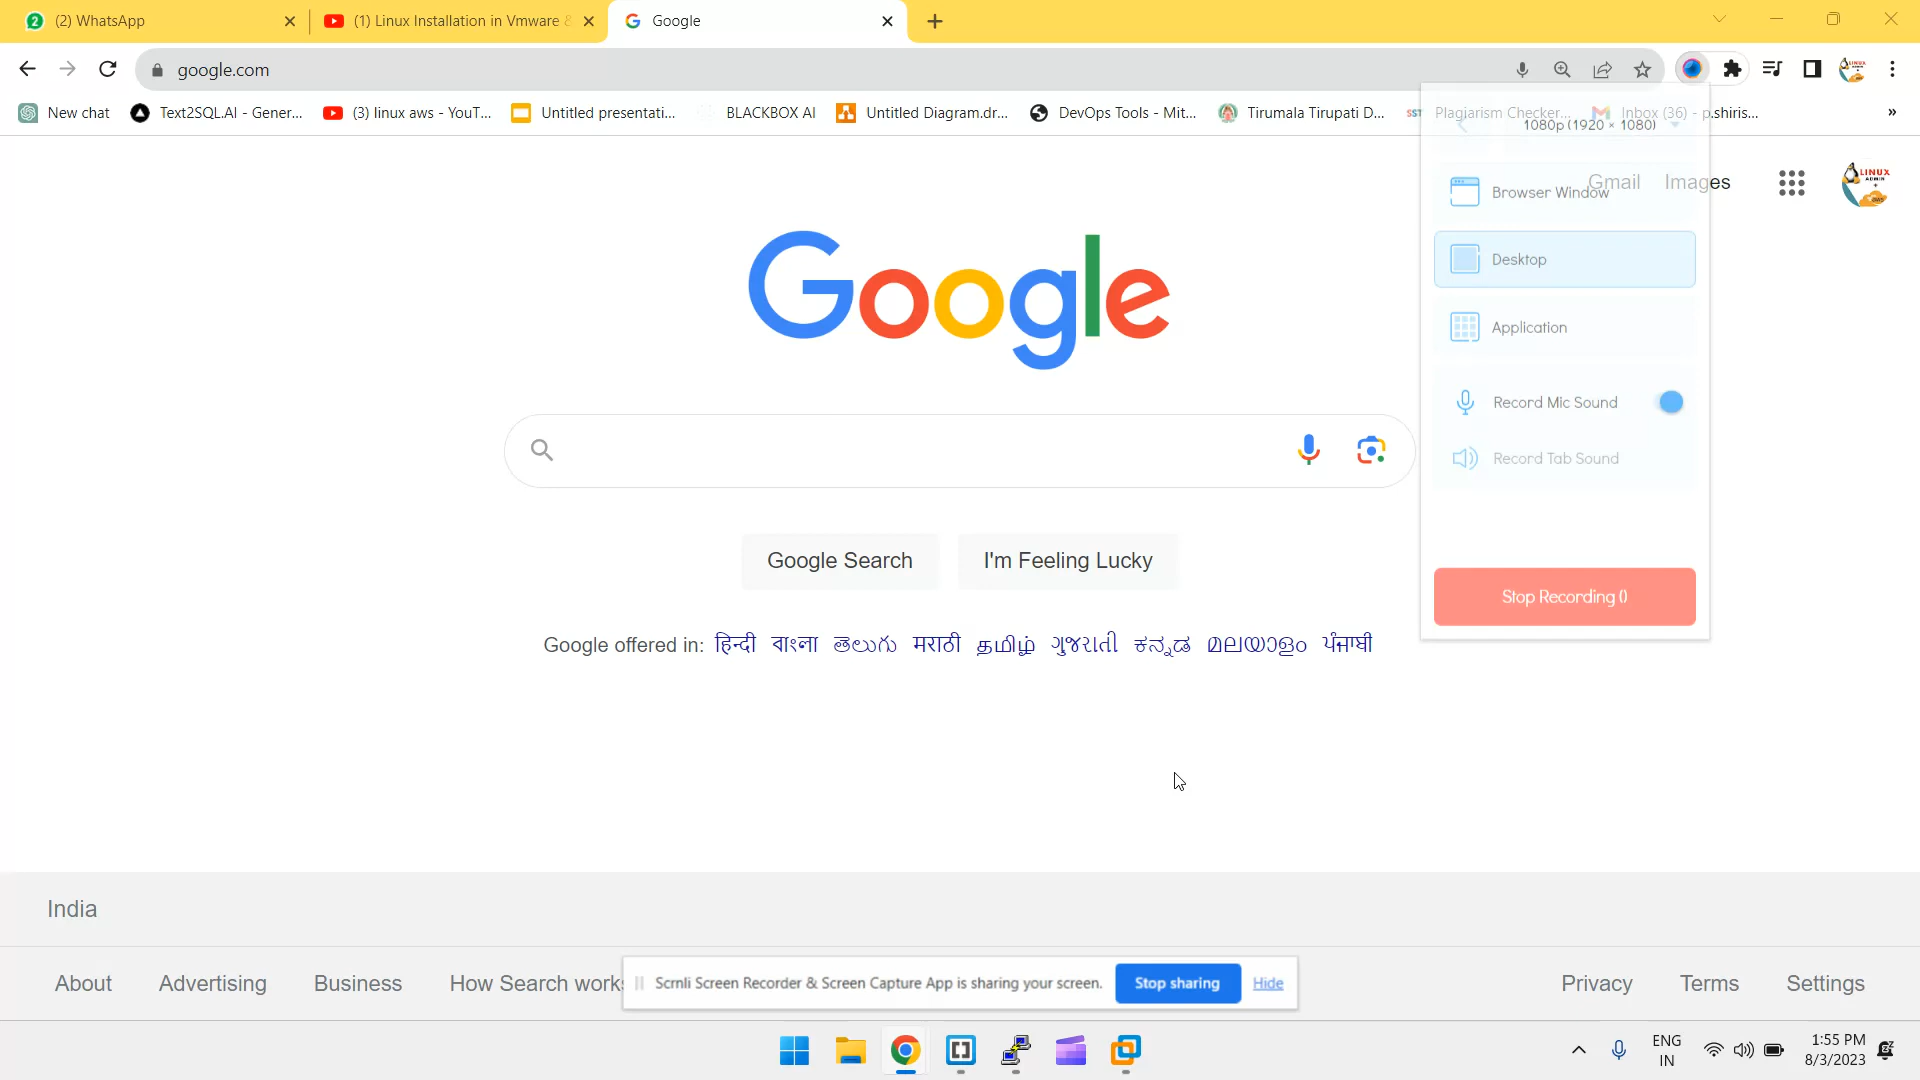 (2) WhatsApp
(1) Linux Installation in Vmware &
Google
google.com
New chat
Text2SQL.AI - Gener...
(3) linux aws - YouT...
Untitled presentati...
BLACKBOX AI
Untitled Diagram.dr...
DevOps Tools - Mit...
Tirumala Tirupati D...
Plagiarism Checker...
Inbox (36) - p.shiris...
»
1080p (1920 × 1080)
Gmail
Images
LINUX
ADMIN
Browser Window
Desktop
Application
Record Mic Sound
Record Tab Sound
Stop Recording ()
Google
Google Search
I'm Feeling Lucky
Google offered in: हिन्दी বাংলা తెలుగు मराठी தமிழ் ગુજરાતી ಕನ್ನಡ മലയാളം ਪੰਜਾਬੀ
India
About
Advertising
Business
How Search works
Scrnli Screen Recorder & Screen Capture App is sharing your screen.
Stop sharing
Hide
Privacy
Terms
Settings
ENG
IN
1:55 PM
8/3/2023